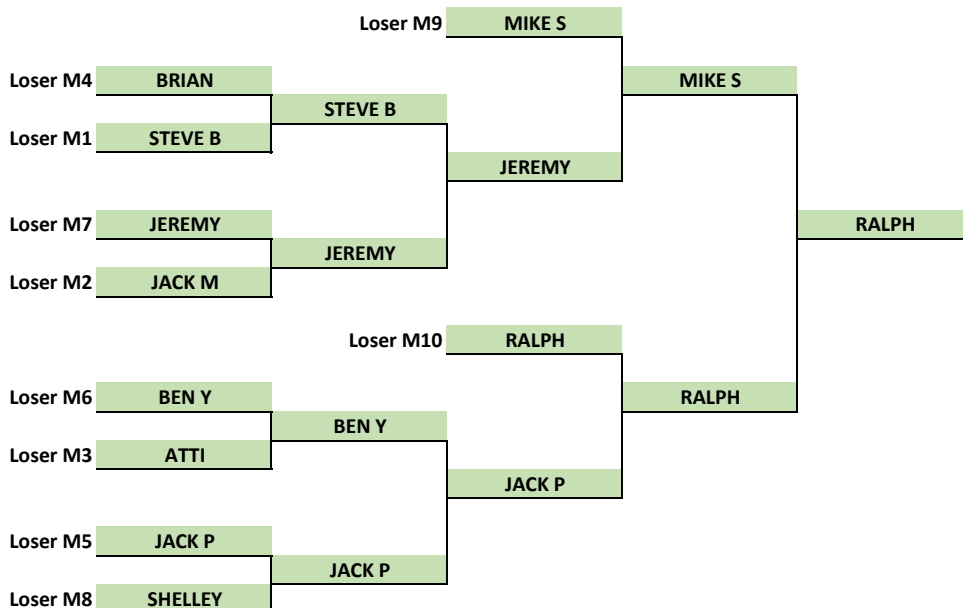 Loser M9 MIKE S
Loser M4 BRIAN MIKE S
STEVE B
Loser M1 STEVE B
JEREMY
Loser M7 JEREMY RALPH
JEREMY
Loser M2 JACK M
Loser M10 RALPH
Loser M6 BEN Y RALPH
BEN Y
Loser M3 ATTI
JACK P
Loser M5 JACK P
JACK P
Loser M8 SHELLEY